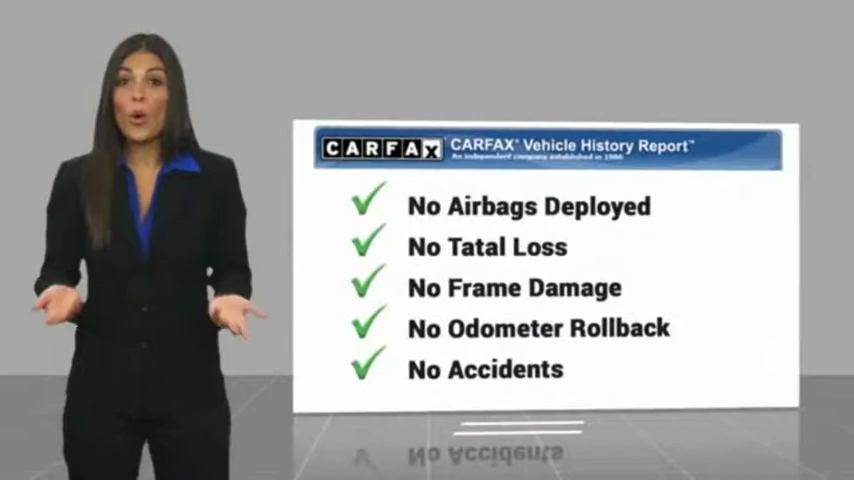 CARFAX CARFAX® Vehicle History Report™
An independent company established in 1986
No Airbags Deployed
No Tatal Loss
No Frame Damage
No Odometer Rollback
No Accidents
No Accidents